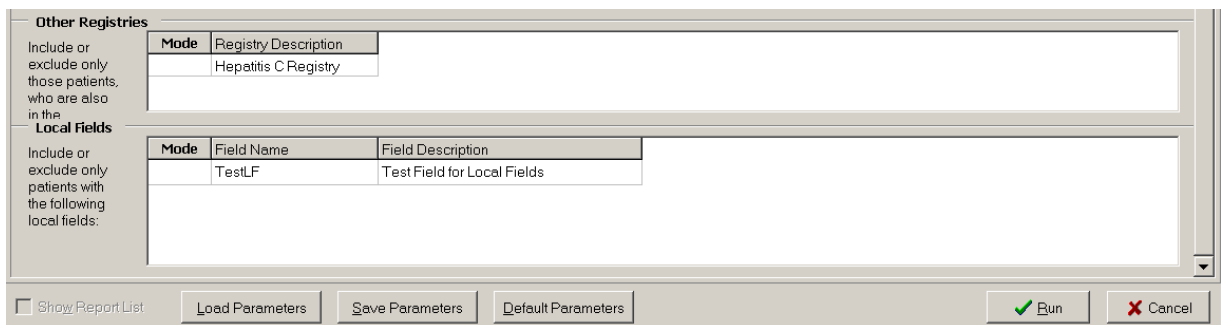 Other Registries
Include or
exclude only
those patients,
who are also
in the
Mode Registry Description
Hepatitis C Registry
Local Fields
Include or
exclude only
patients with
the following
local fields:
Mode Field Name Field Description
TestLF Test Field for Local Fields
Show Report List Load Parameters Save Parameters Default Parameters Run Cancel